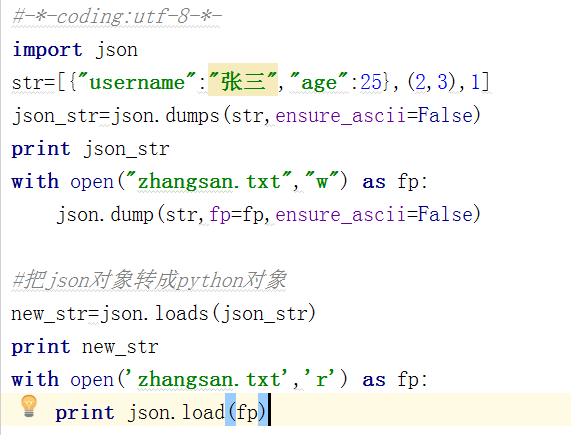 #-*-coding:utf-8-*-
import json
str=[{"username":"张三","age":25},(2,3),1]
json_str=json.dumps(str,ensure_ascii=False)
print json_str
with open("zhangsan.txt","w") as fp:
    json.dump(str,fp=fp,ensure_ascii=False)
#把json对象转成python对象
new_str=json.loads(json_str)
print new_str
with open('zhangsan.txt','r') as fp:
    print json.load(fp)